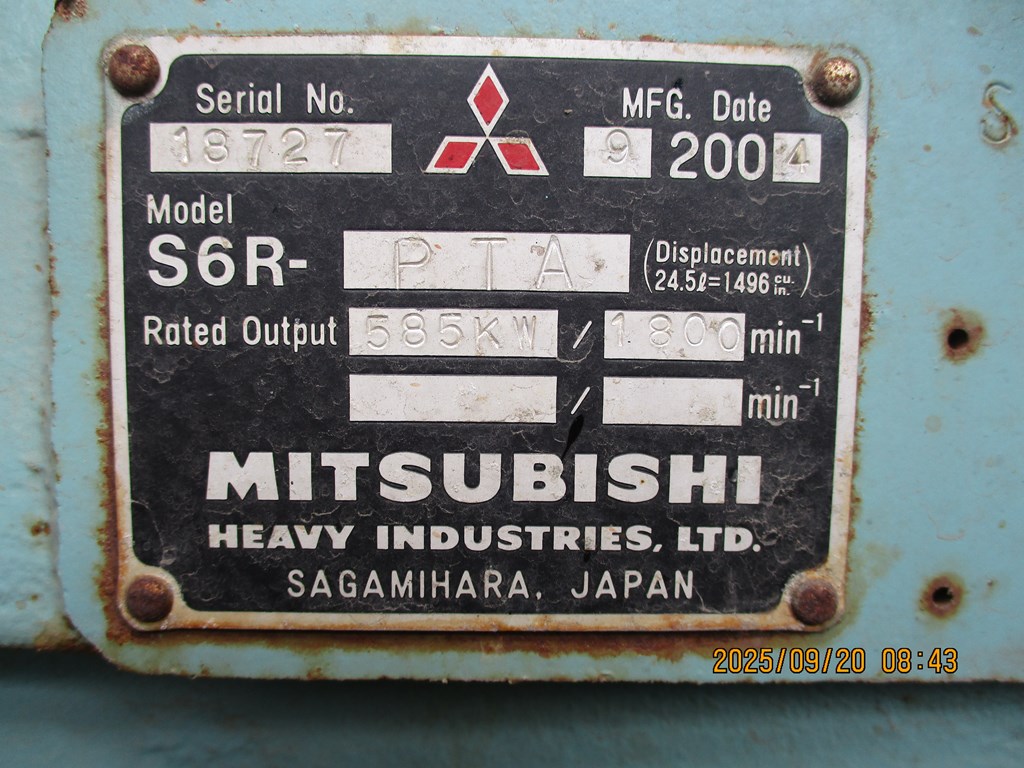 Serial No.
18727
MFG. Date
9 2004
Model
S6R- PTA
(Displacement
24.5ℓ=1496 cu. in.)
Rated Output 585KW / 1800 min⁻¹
/ min⁻¹
MITSUBISHI
HEAVY INDUSTRIES, LTD.
SAGAMIHARA, JAPAN
S
2025/09/20 08:43